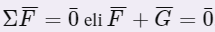 ΣF̅ = 0̅ eli F̅ + G̅ = 0̅